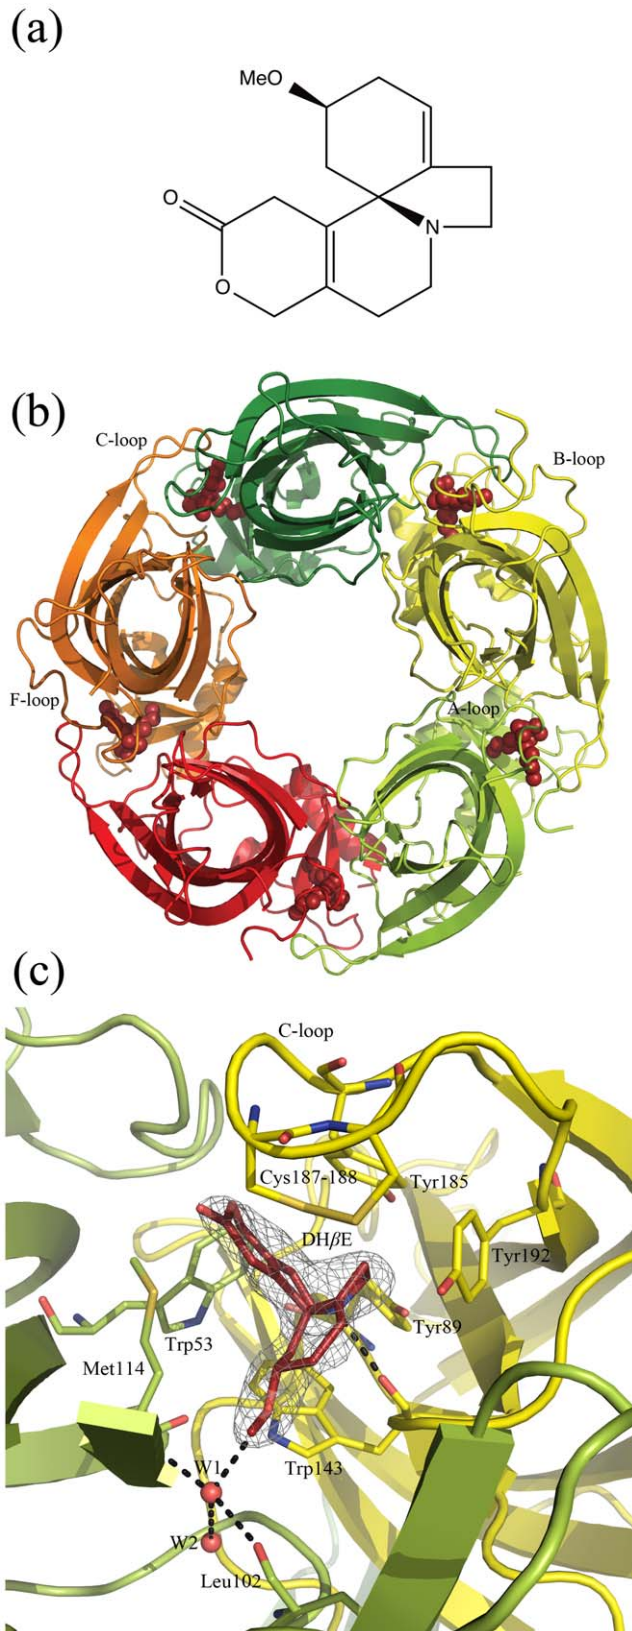 (a)
MeO
O
N
O
(b)
C-loop
B-loop
F-loop
A-loop
(c)
C-loop
Cys187-188
Tyr185
DHβE
Tyr192
Tyr89
Trp53
Met114
W1
Trp143
W2
Leu102